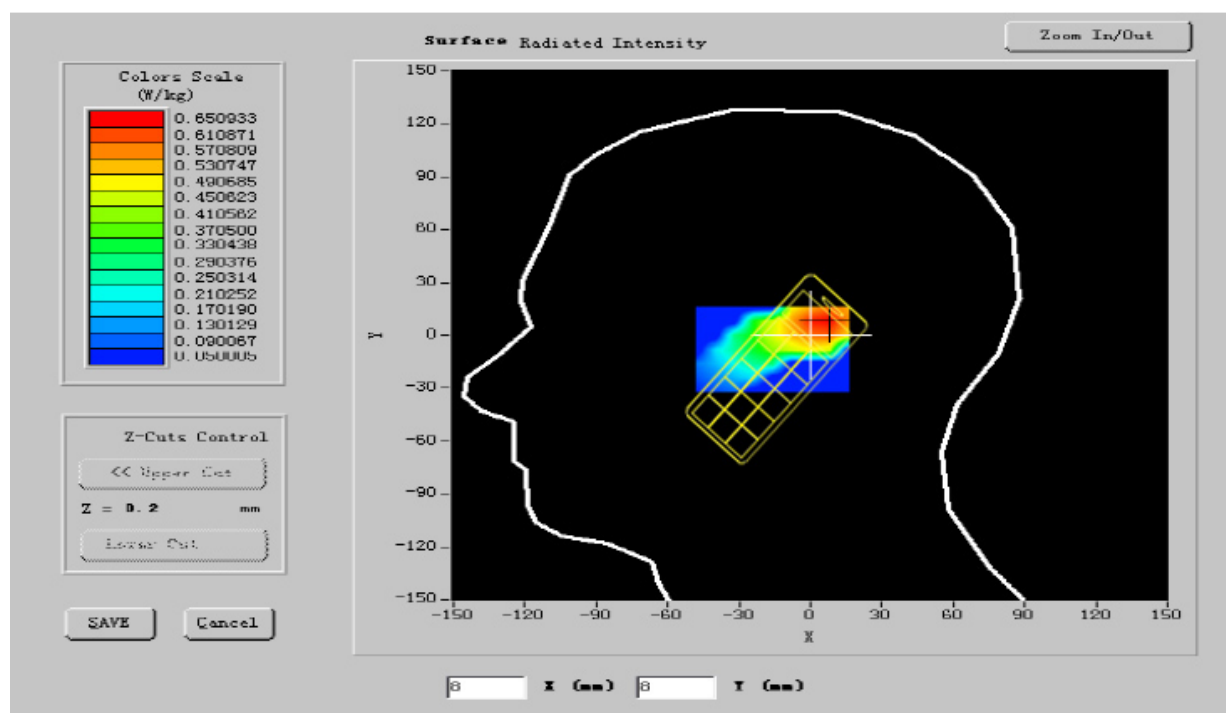 Surface Radiated Intensity
Zoom In/Out
Colors Scale
(W/kg)
0.650933
0.610871
0.570809
0.530747
0.490685
0.450623
0.410562
0.370500
0.330438
0.290376
0.250314
0.210252
0.170190
0.130129
0.090067
0.050005
150
120
90
60
30
0
-30
-60
-90
-120
-150
Y
-150 -120 -90 -60 -30 0 30 60 90 120 150
X
Z-Cuts Control
<< Upper Cut
Z = 0.2 mm
Lower Cut
SAVE Cancel
8 X (mm) 8 Y (mm)